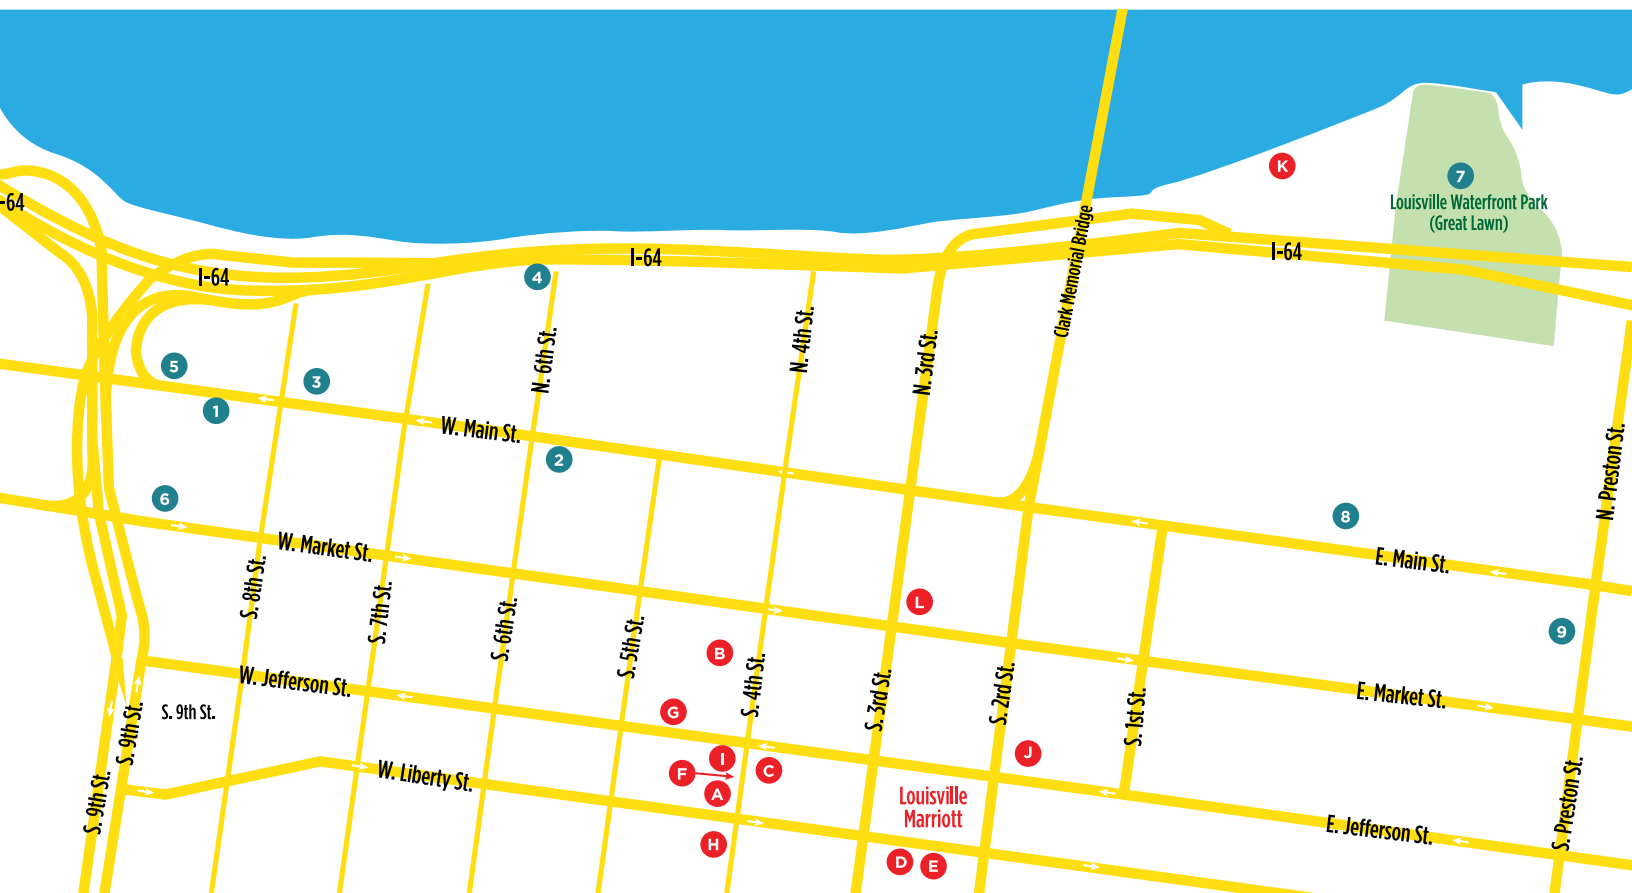 K
7
Louisville Waterfront Park
(Great Lawn)
-64
I-64
I-64
I-64
Clark Memorial Bridge
4
N. 6th St.
N. 4th St.
N. 3rd St.
5
3
1
W. Main St.
2
N. Preston St.
6
8
E. Main St.
W. Market St.
S. 8th St.
S. 7th St.
S. 6th St.
S. 5th St.
L
9
B
S. 4th St.
S. 3rd St.
S. 2nd St.
S. 1st St.
E. Market St.
W. Jefferson St.
S. 9th St.
S. 9th St.
G
I
C
F
A
J
W. Liberty St.
S. 9th St.
Louisville
Marriott
S. Preston St.
E. Jefferson St.
H
D
E